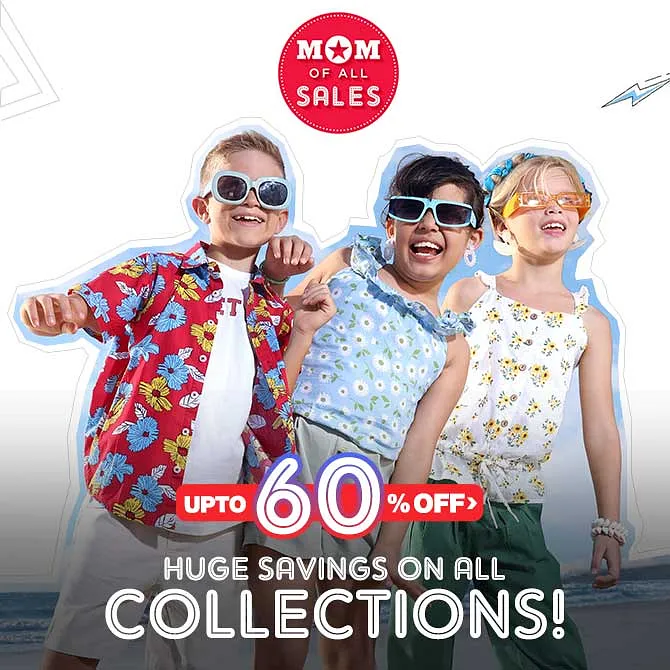 MOM
OF ALL
SALES
UPTO 60% OFF›
HUGE SAVINGS ON ALL
COLLECTIONS!